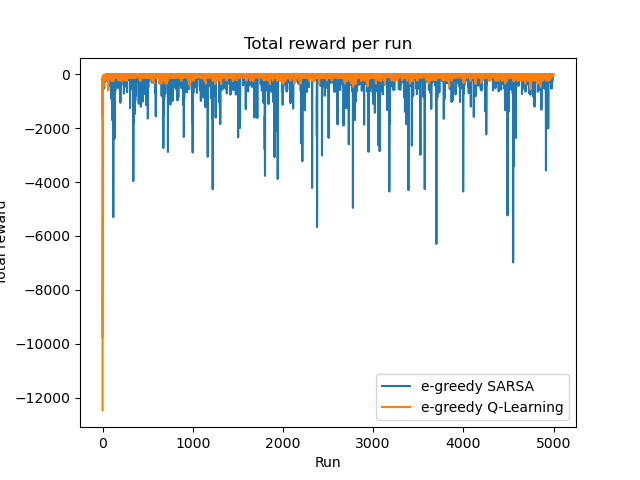 Total reward per run
0
−2000
−4000
−6000
−8000
−10000
−12000
Total reward
0
1000
2000
3000
4000
5000
Run
e-greedy SARSA
e-greedy Q-Learning